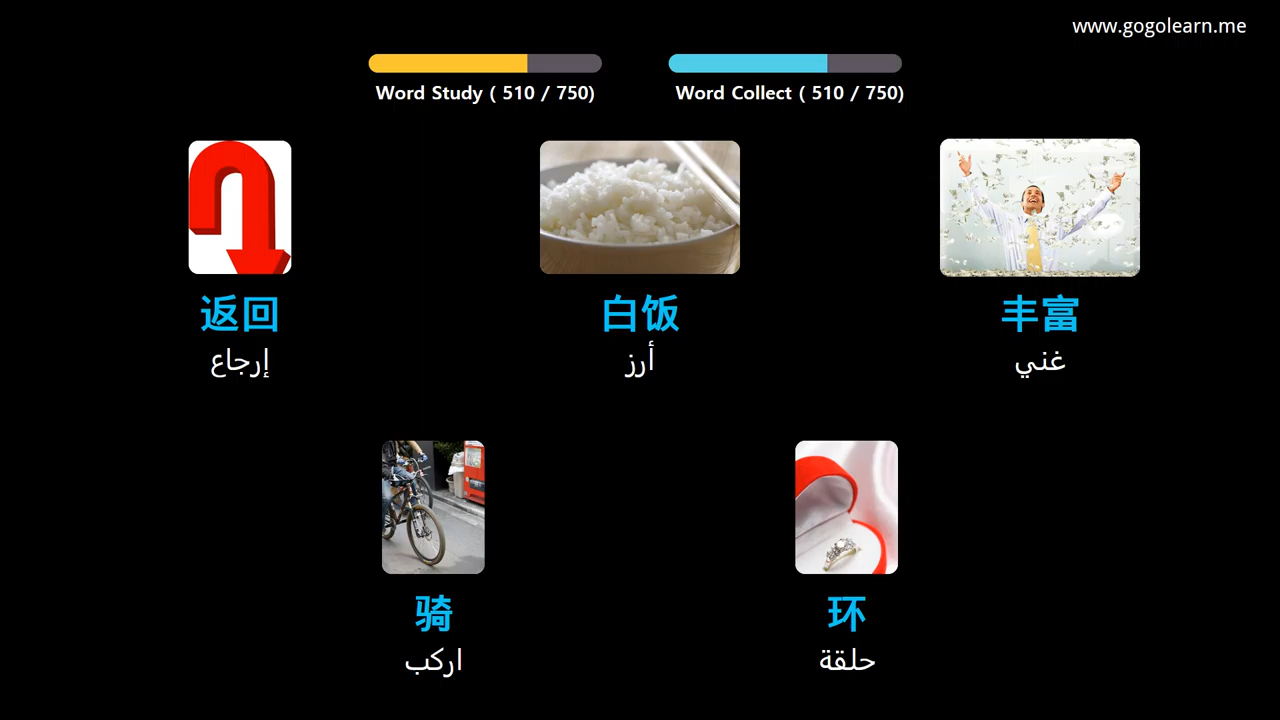 www.gogolearn.me
Word Study ( 510 / 750)
Word Collect ( 510 / 750)
返回
إرجاع
白饭
أرز
丰富
غني
骑
اركب
环
حلقة